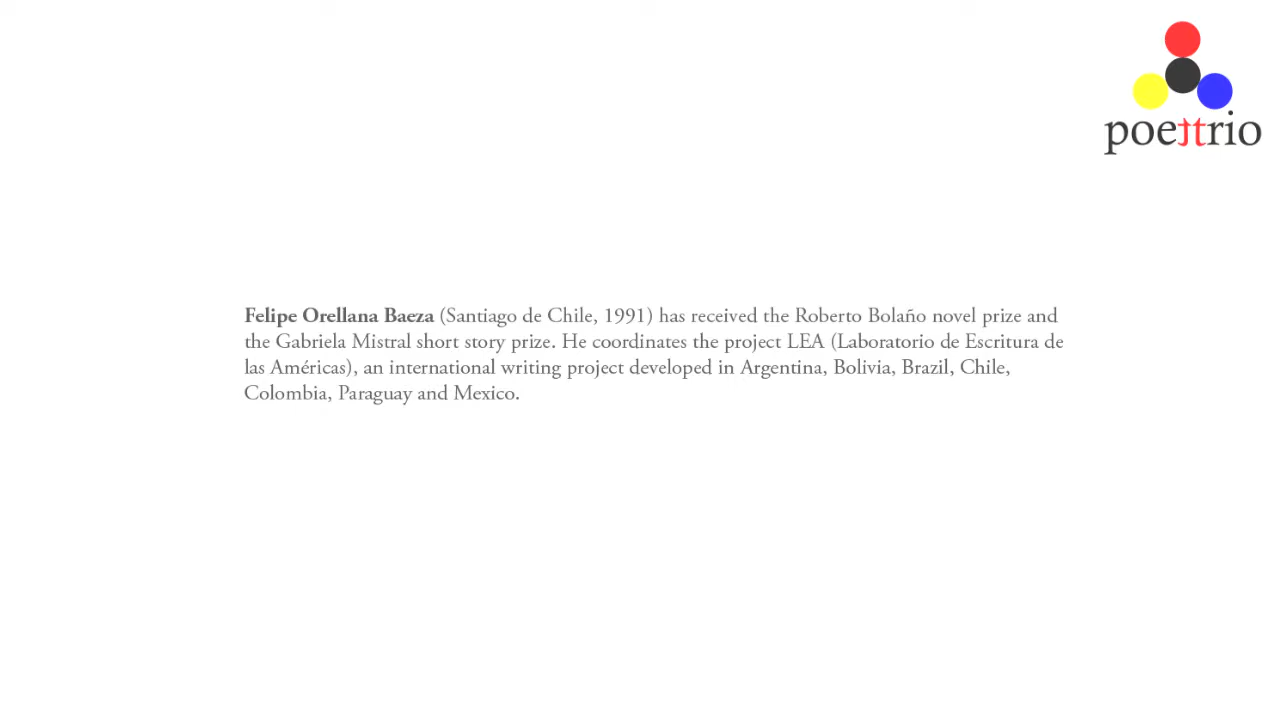 poettrio
Felipe Orellana Baeza (Santiago de Chile, 1991) has received the Roberto Bolaño novel prize and
the Gabriela Mistral short story prize. He coordinates the project LEA (Laboratorio de Escritura de
las Américas), an international writing project developed in Argentina, Bolivia, Brazil, Chile,
Colombia, Paraguay and Mexico.